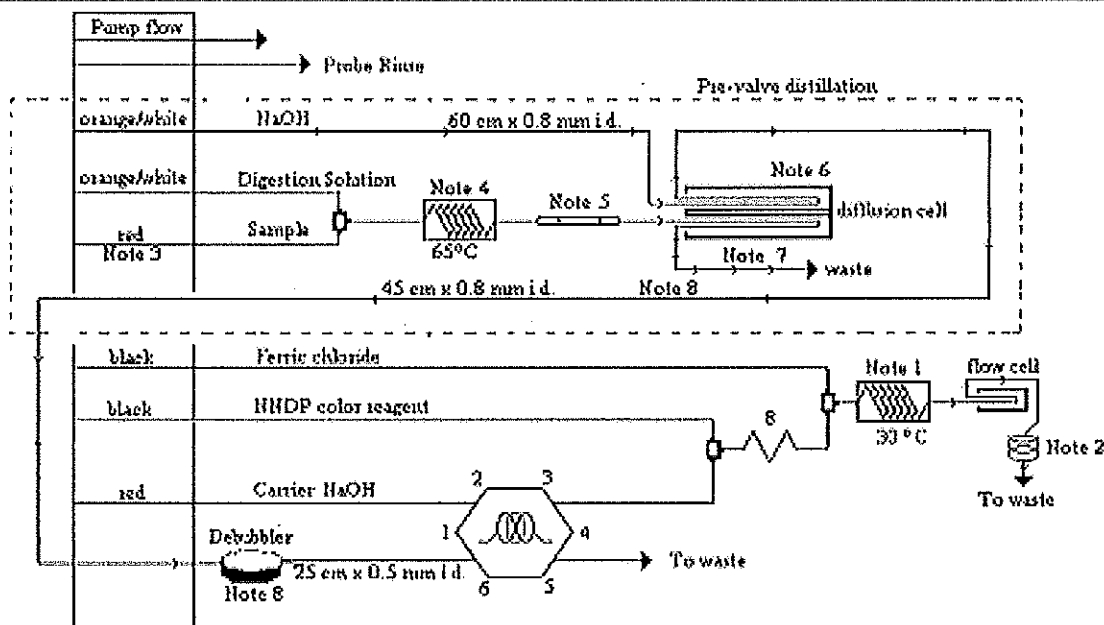 Pump flow
Probe Rinse
Pre-valve distillation
orange/white NaOH 60 cm x 0.8 mm i.d.
Note 6
orange/white Digestion Solution
Note 4
Note 5
diffusion cell
red Sample
Note 3
65°C
Note 7
waste
45 cm x 0.8 mm i.d. Note 8
black Ferric chloride
Note 1
flow cell
black NNDP color reagent
8
30 °C
Note 2
To waste
red Carrier NaOH
2 3
1 4
Debubbler
To waste
25 cm x 0.5 mm i.d.
6 5
Note 8